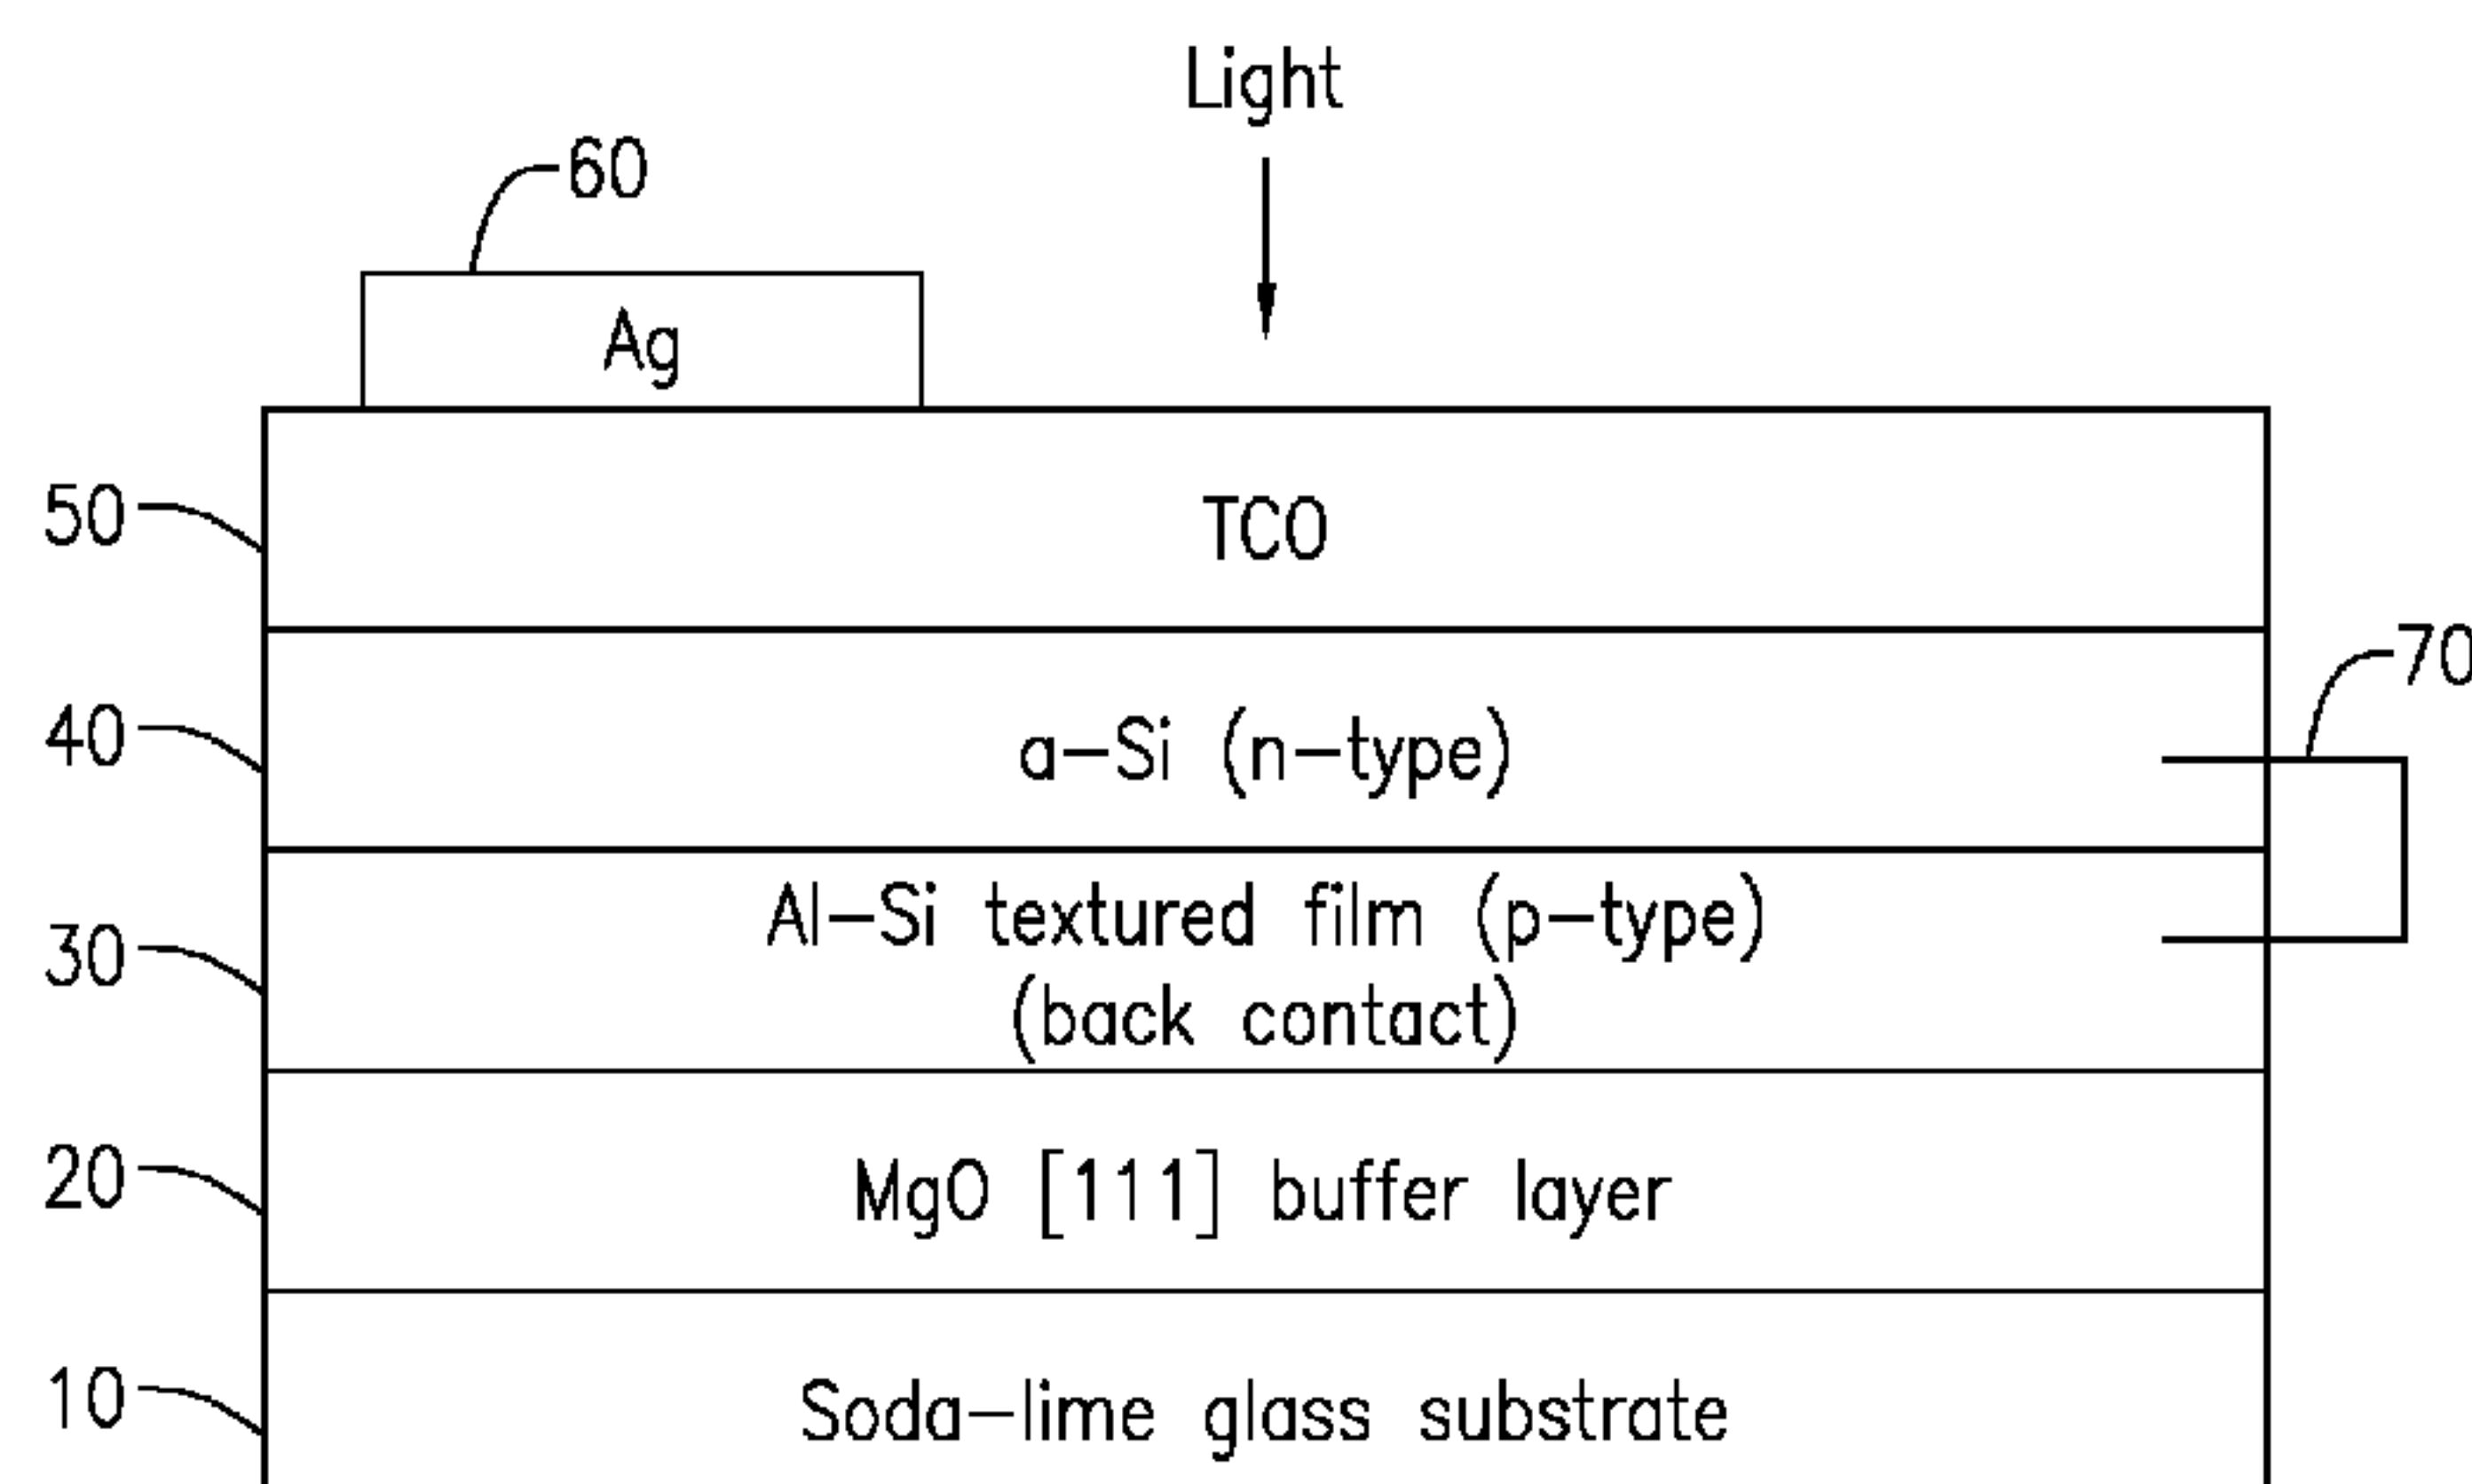 Light
60
Ag
50
TCO
70
40
a-Si (n-type)
Al-Si textured film (p-type)
30
(back contact)
20
MgO [111] buffer layer
10
Soda-lime glass substrate